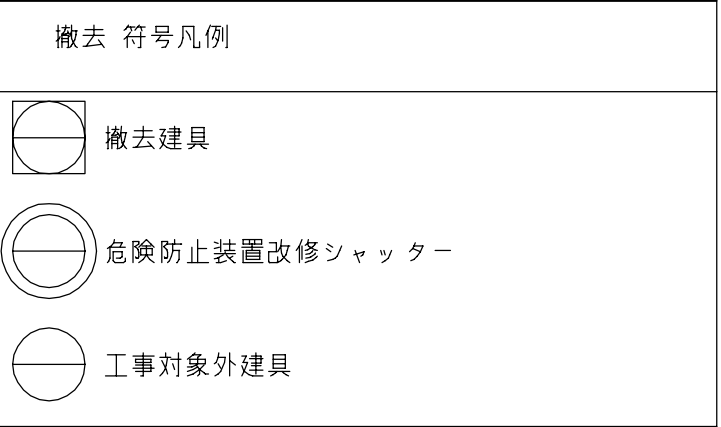 撤去 符号凡例
撤去建具
危険防止装置改修シャッター
工事対象外建具